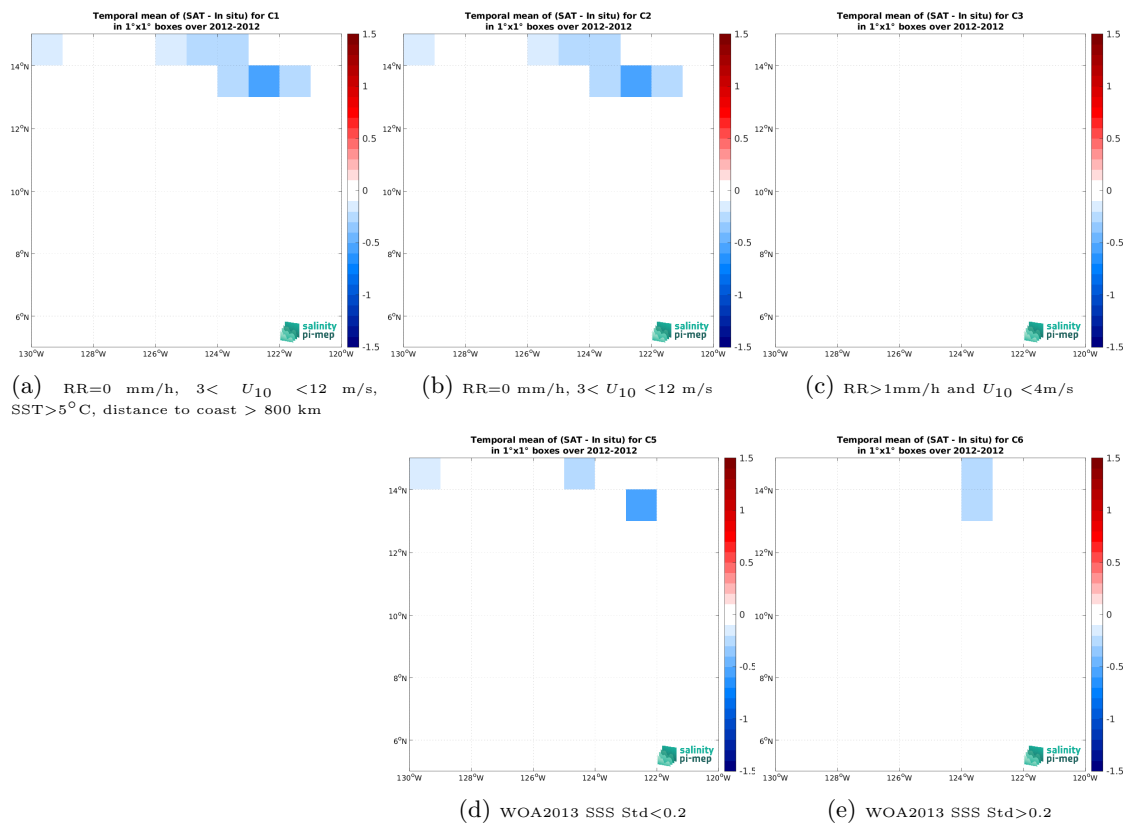 Temporal mean of (SAT - In situ) for C1
in 1°x1° boxes over 2012-2012
14°N
12°N
10°N
8°N
6°N
130°W
128°W
126°W
124°W
122°W
120°W
1.5
1
0.5
0
-0.5
-1
-1.5
salinity
pi-mep
(a) RR=0 mm/h, 3< U10 <12 m/s,
SST>5°C, distance to coast > 800 km
Temporal mean of (SAT - In situ) for C2
in 1°x1° boxes over 2012-2012
14°N
12°N
10°N
8°N
6°N
130°W
128°W
126°W
124°W
122°W
120°W
1.5
1
0.5
0
-0.5
-1
-1.5
salinity
pi-mep
(b) RR=0 mm/h, 3< U10 <12 m/s
Temporal mean of (SAT - In situ) for C3
in 1°x1° boxes over 2012-2012
14°N
12°N
10°N
8°N
6°N
130°W
128°W
126°W
124°W
122°W
120°W
1.5
1
0.5
0
-0.5
-1
-1.5
salinity
pi-mep
(c) RR>1mm/h and U10 <4m/s
Temporal mean of (SAT - In situ) for C5
in 1°x1° boxes over 2012-2012
14°N
12°N
10°N
8°N
6°N
130°W
128°W
126°W
124°W
122°W
120°W
1.5
1
0.5
0
-0.5
-1
-1.5
salinity
pi-mep
(d) WOA2013 SSS Std<0.2
Temporal mean of (SAT - In situ) for C6
in 1°x1° boxes over 2012-2012
14°N
12°N
10°N
8°N
6°N
130°W
128°W
126°W
124°W
122°W
120°W
1.5
1
0.5
0
-0.5
-1
-1.5
salinity
pi-mep
(e) WOA2013 SSS Std>0.2